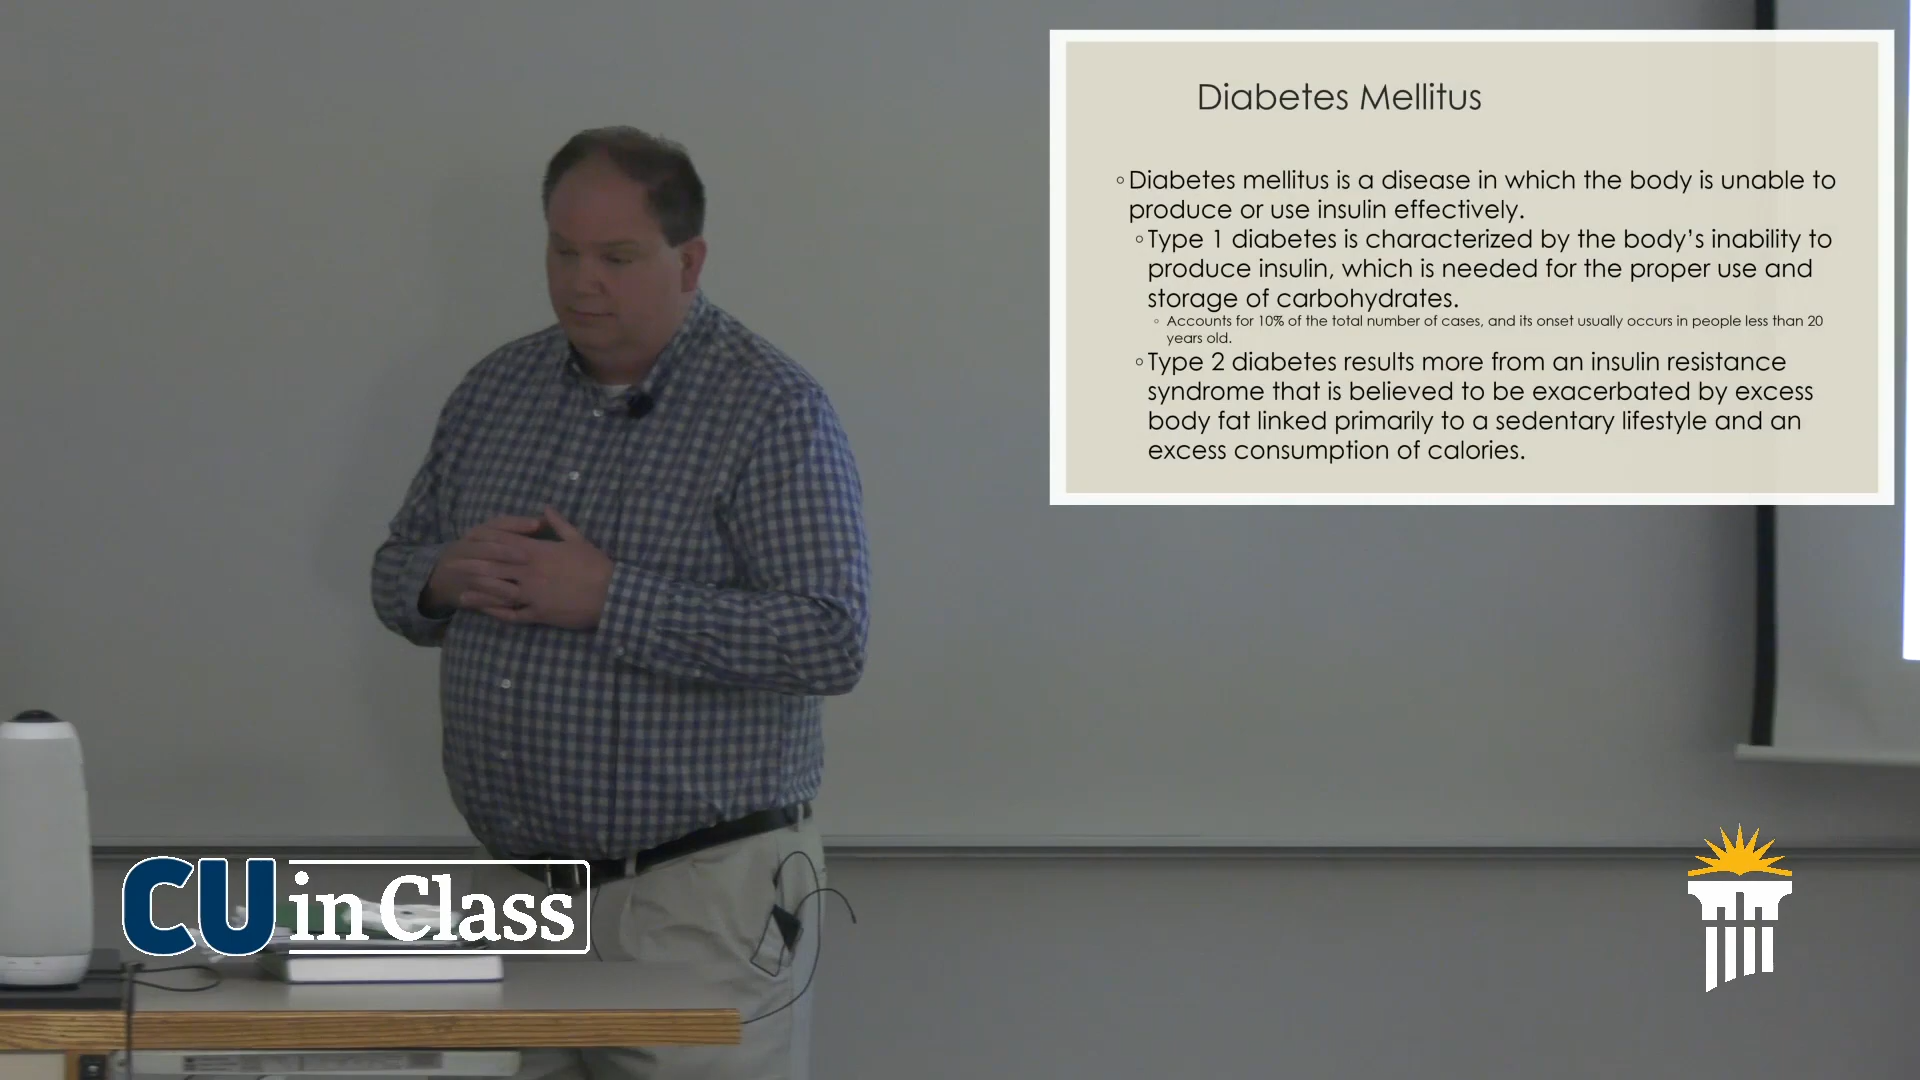 Diabetes Mellitus
◦Diabetes mellitus is a disease in which the body is unable to
produce or use insulin effectively.
◦Type 1 diabetes is characterized by the body’s inability to
produce insulin, which is needed for the proper use and
storage of carbohydrates.
◦ Accounts for 10% of the total number of cases, and its onset usually occurs in people less than 20
years old.
◦Type 2 diabetes results more from an insulin resistance
syndrome that is believed to be exacerbated by excess
body fat linked primarily to a sedentary lifestyle and an
excess consumption of calories.
CU in Class